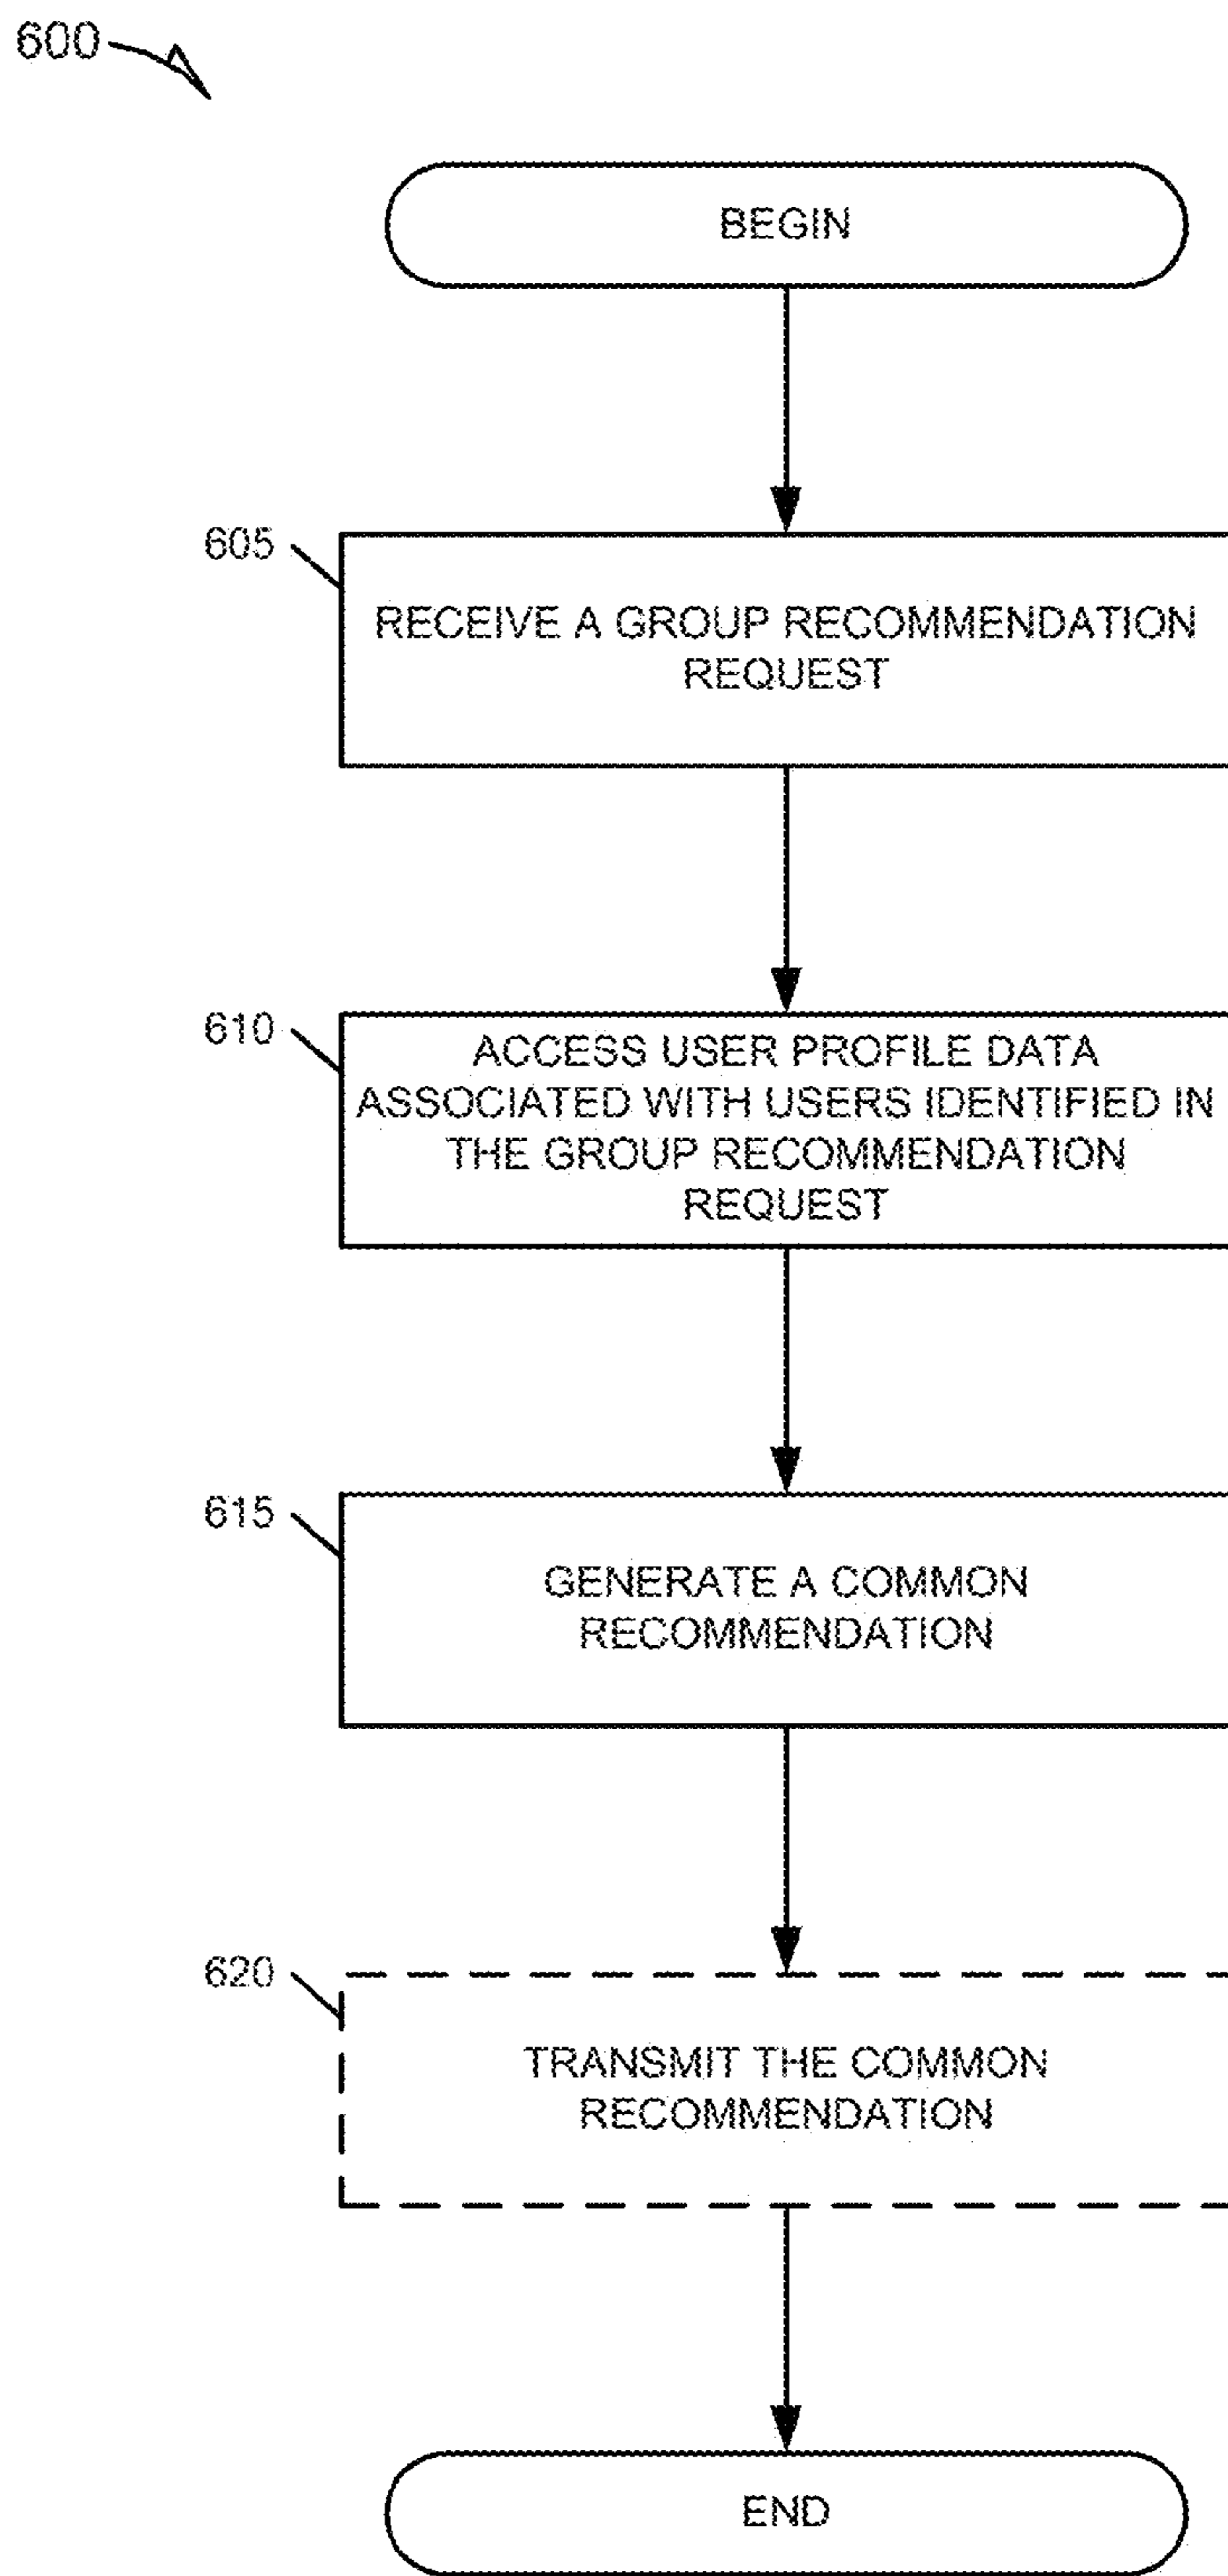 600
BEGIN
605
RECEIVE A GROUP RECOMMENDATION
REQUEST
610
ACCESS USER PROFILE DATA
ASSOCIATED WITH USERS IDENTIFIED IN
THE GROUP RECOMMENDATION
REQUEST
615
GENERATE A COMMON
RECOMMENDATION
620
TRANSMIT THE COMMON
RECOMMENDATION
END